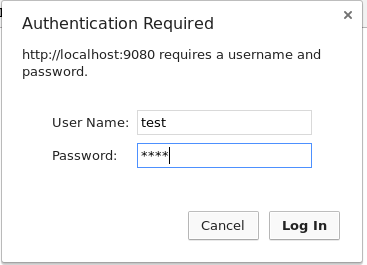 Authentication Required
http://localhost:9080 requires a username and
password.
User Name: test
Password: ****
Cancel Log In